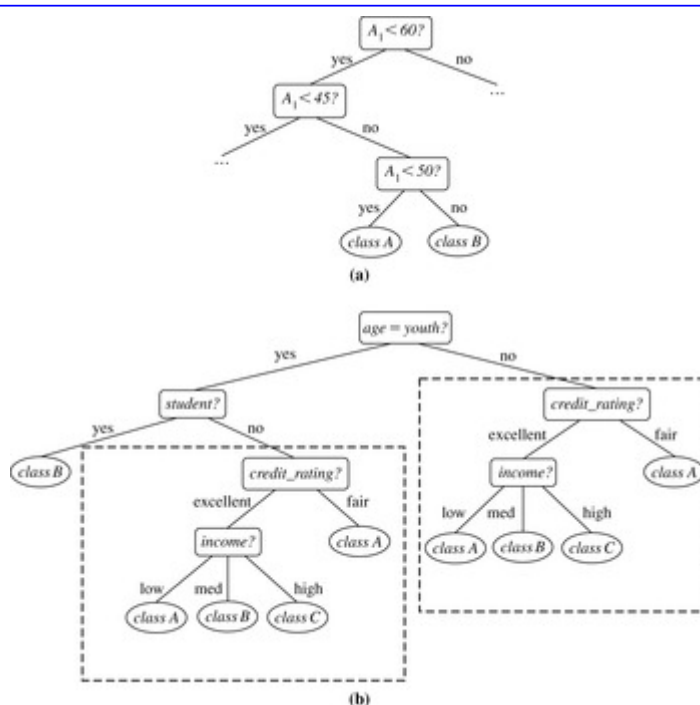 A₁ < 60?
yes no
A₁ < 45? ...
yes no
... A₁ < 50?
yes no
class A class B
(a)
age = youth?
yes no
student? credit_rating?
yes no excellent fair
class B credit_rating? income? class A
excellent fair low med high
income? class A class A class B class C
low med high
class A class B class C
(b)